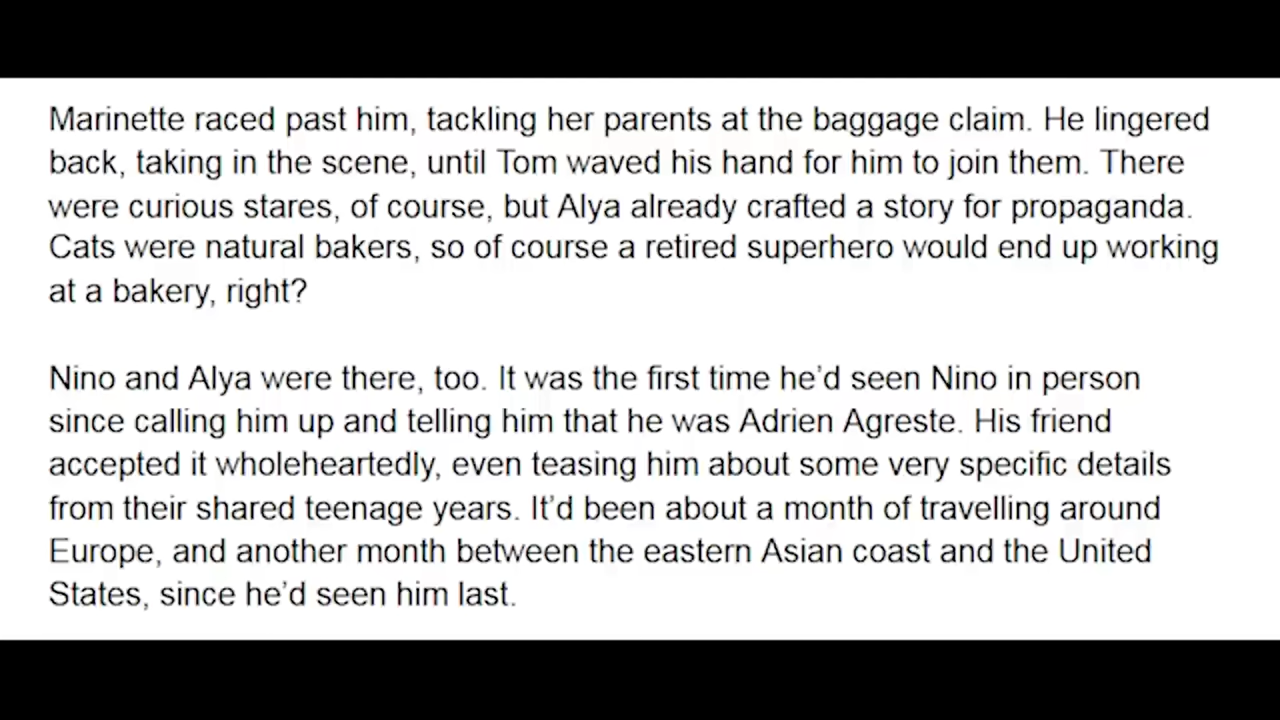 Marinette raced past him, tackling her parents at the baggage claim. He lingered
back, taking in the scene, until Tom waved his hand for him to join them. There
were curious stares, of course, but Alya already crafted a story for propaganda.
Cats were natural bakers, so of course a retired superhero would end up working
at a bakery, right?
Nino and Alya were there, too. It was the first time he’d seen Nino in person
since calling him up and telling him that he was Adrien Agreste. His friend
accepted it wholeheartedly, even teasing him about some very specific details
from their shared teenage years. It’d been about a month of travelling around
Europe, and another month between the eastern Asian coast and the United
States, since he’d seen him last.